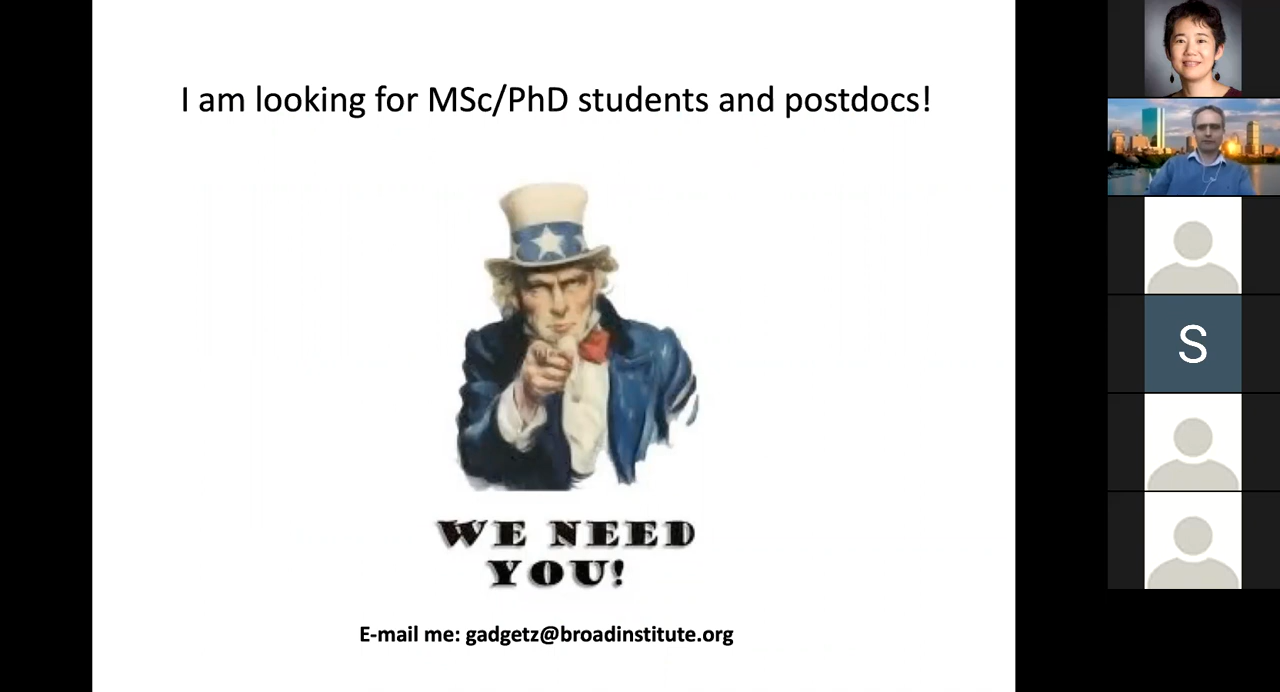 I am looking for MSc/PhD students and postdocs!
S
WE NEED
YOU!
E-mail me: gadgetz@broadinstitute.org